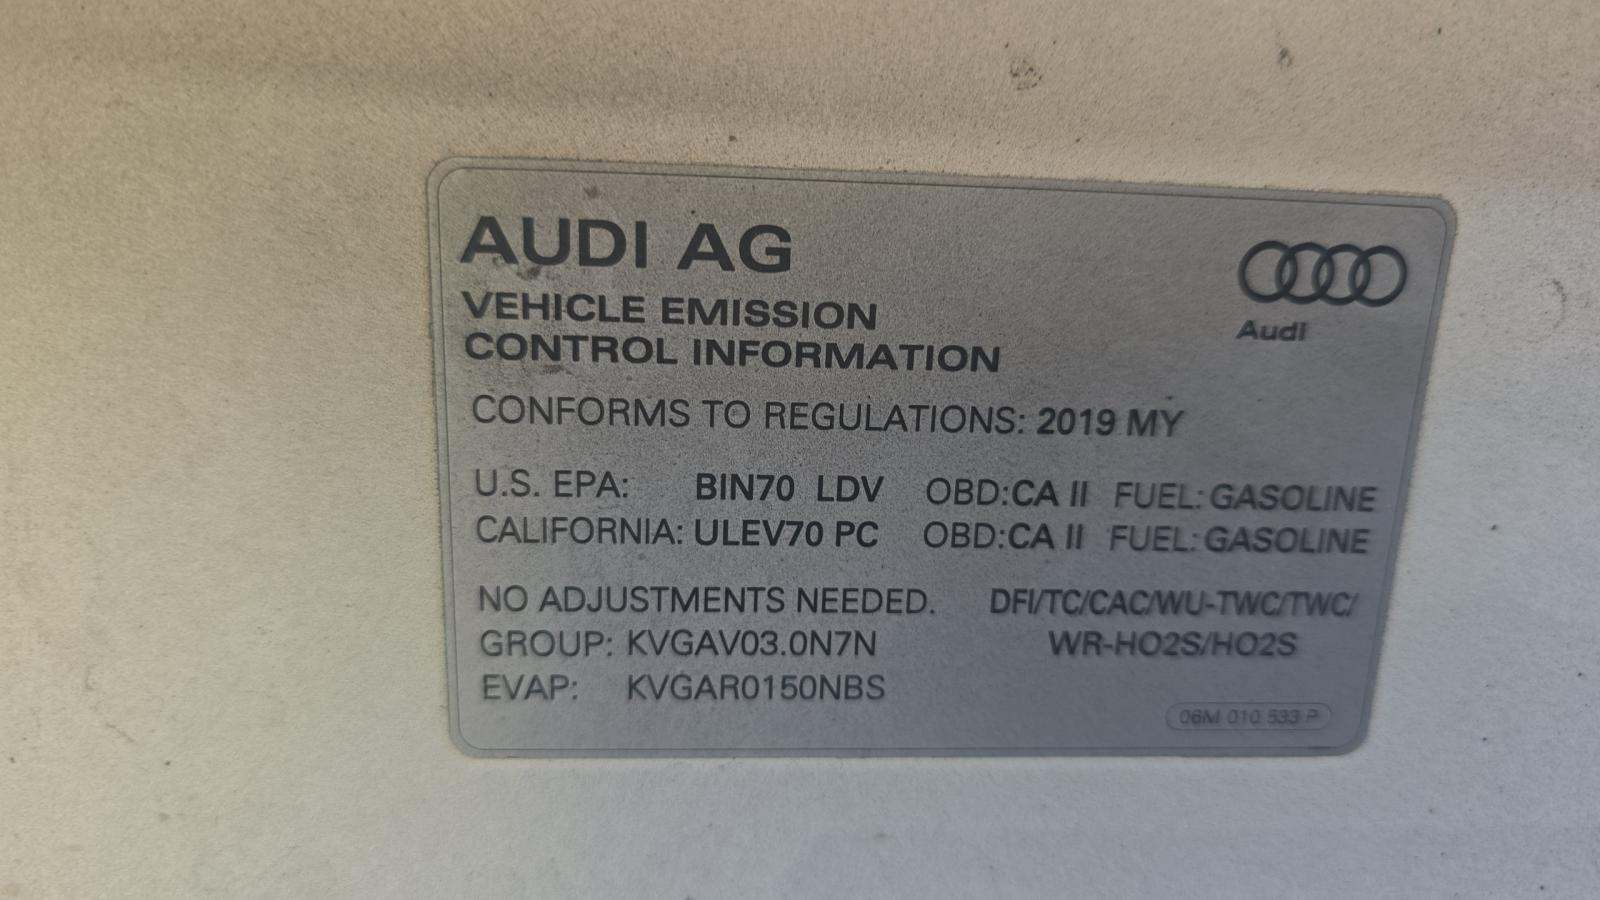 AUDI AG
Audi
VEHICLE EMISSION
CONTROL INFORMATION
CONFORMS TO REGULATIONS: 2019 MY
U.S. EPA: BIN70 LDV OBD:CA II FUEL:GASOLINE
CALIFORNIA: ULEV70 PC OBD:CA II FUEL:GASOLINE
NO ADJUSTMENTS NEEDED. DFI/TC/CAC/WU-TWC/TWC/
GROUP: KVGAV03.0N7N WR-HO2S/HO2S
EVAP: KVGAR0150NBS
06M 010 533 P